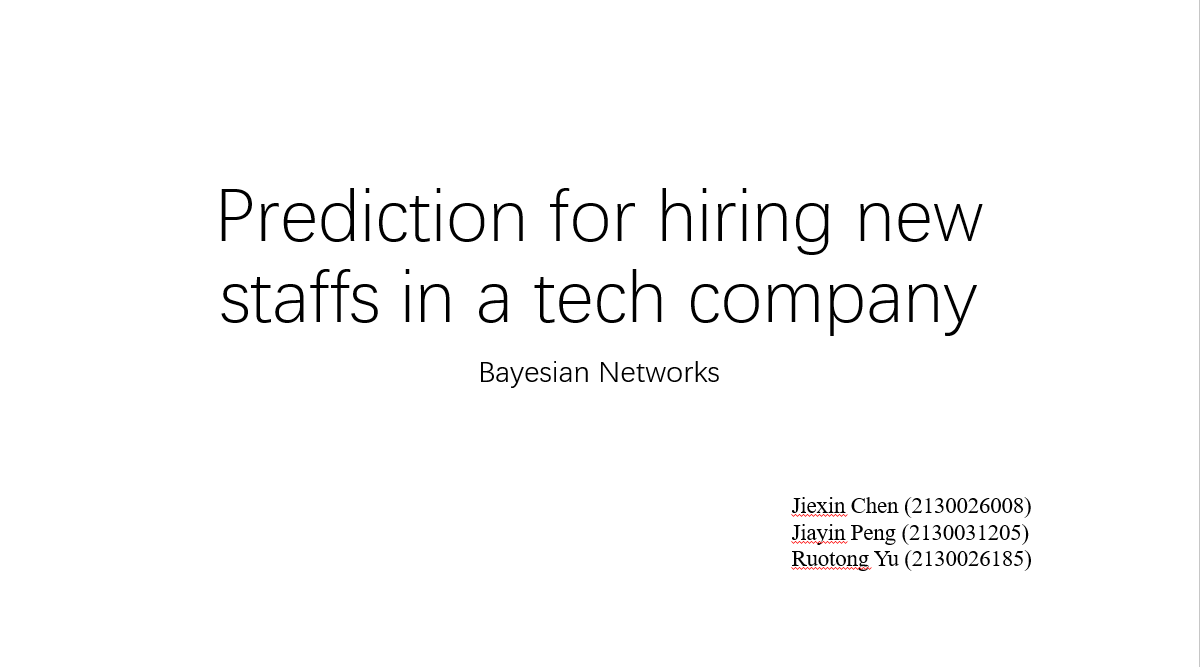 Prediction for hiring new
staffs in a tech company
Bayesian Networks
Jiexin Chen (2130026008)
Jiayin Peng (2130031205)
Ruotong Yu (2130026185)